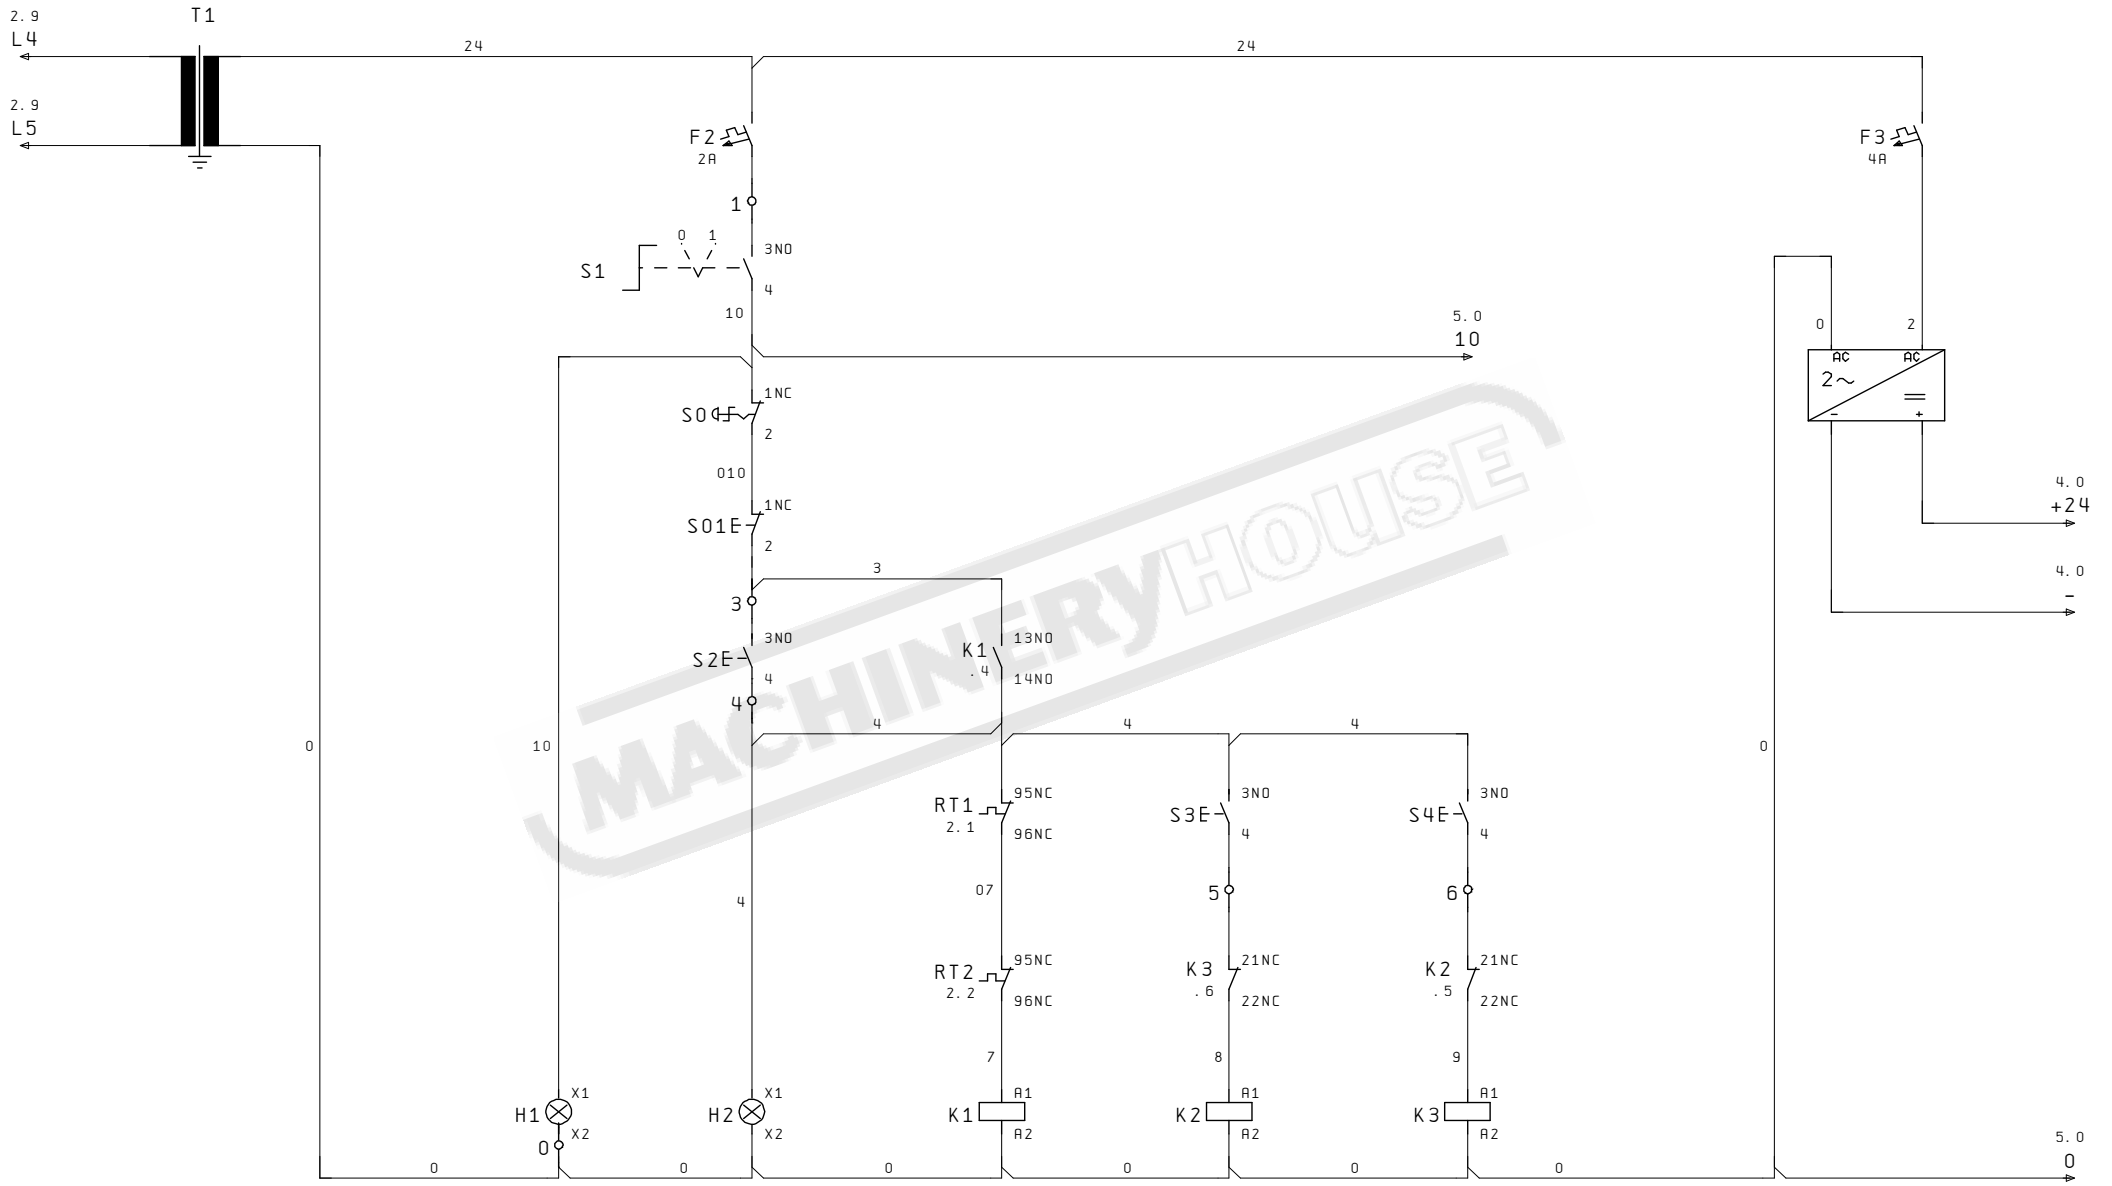 2.9 T1
L4 24 24
2.9
L5
F2 F3
2A 4A
1
0 1 3NO
S1
4
10
5.0
10
0 2
AC AC
2~
1NC
S0
- +
2
010
4.0
1NC +24
S01
2
3 4.0
-
3
3NO 13NO
S2 K1
.4
4 14NO
4
4 4 4
0 10 0
95NC 3NO 3NO
RT1 S3 S4
2.1
96NC 4 4
07 5 6
4
95NC 21NC 21NC
RT2 K3 K2
2.2 .6 .5
96NC 22NC 22NC
7 8 9
X1 X1 A1 A1 A1
H1 H2 K1 K2 K3
X2 X2 A2 A2 A2
0 5.0
0 0 0 0 0 0 0
MACHINERYHOUSE